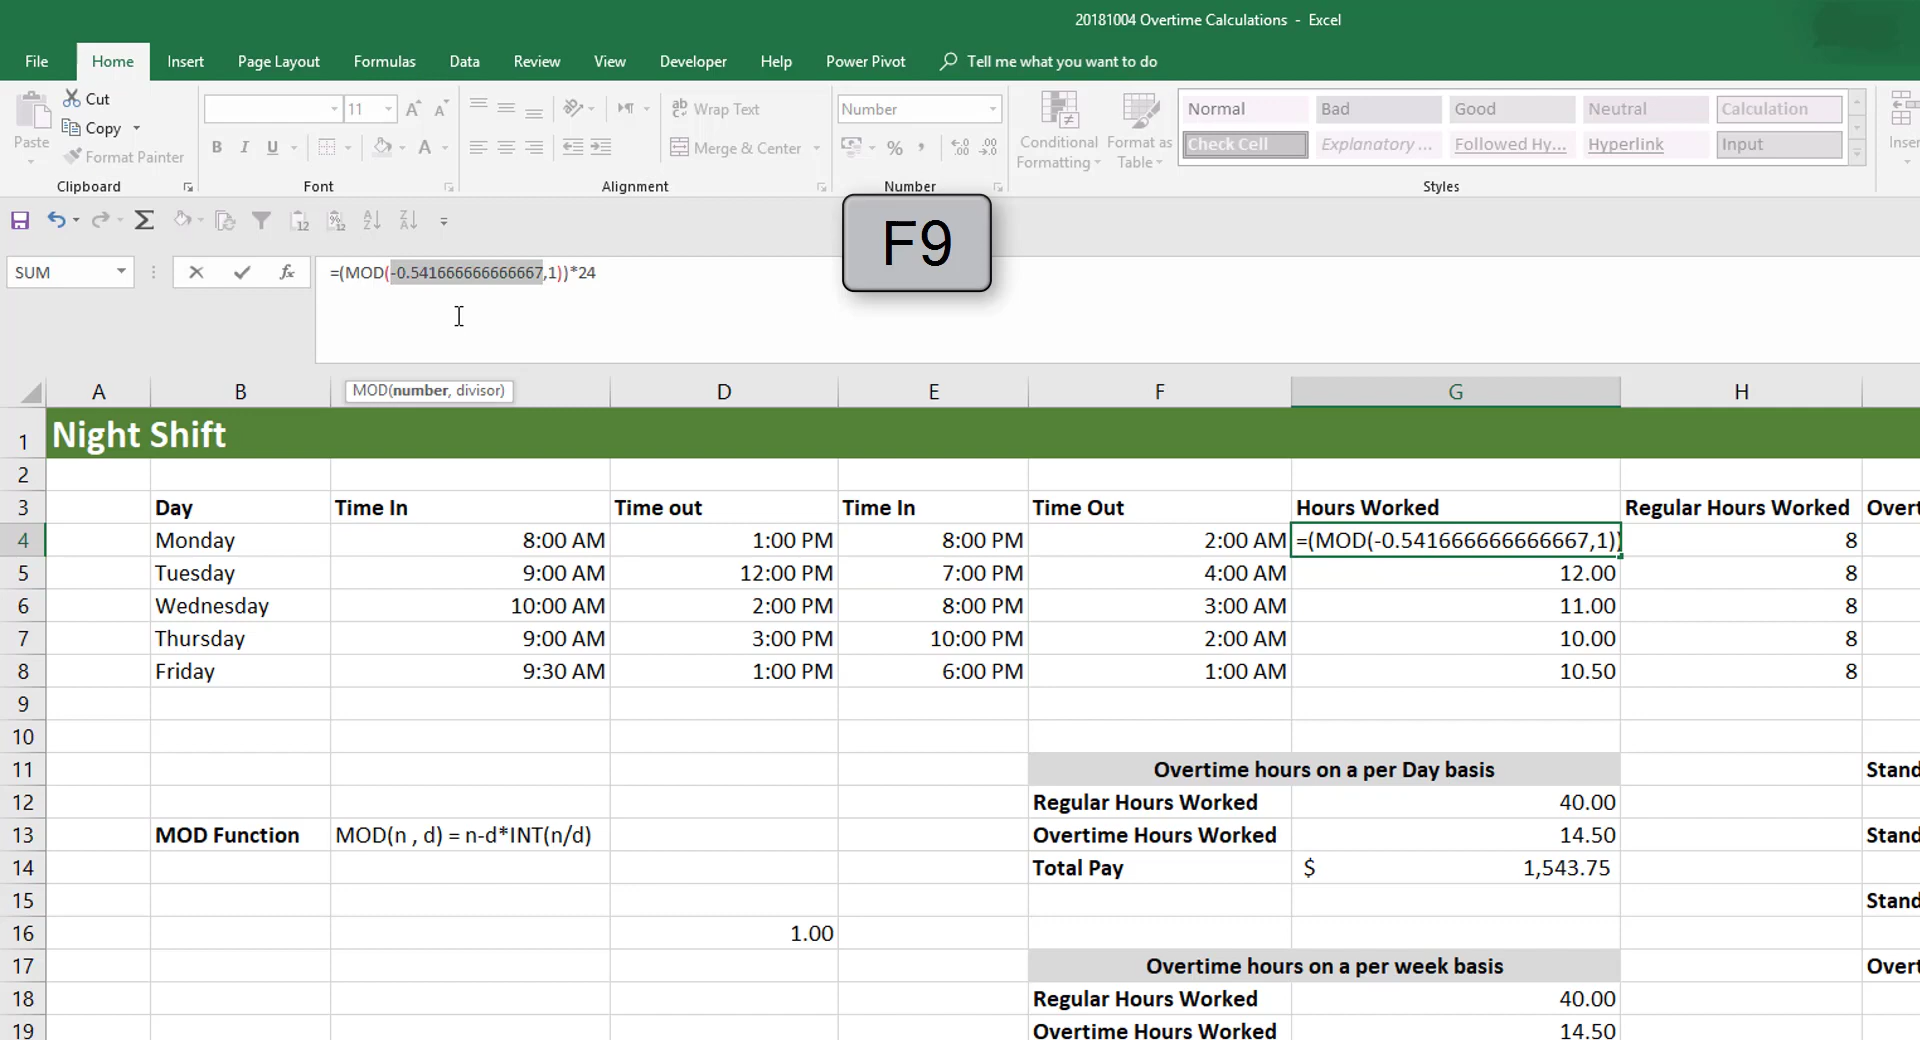 20181004 Overtime Calculations - Excel
File Home Insert Page Layout Formulas Data Review View Developer Help Power Pivot Tell me what you want to do
Cut
Copy
Format Painter
Paste
Clipboard
11
B I U
Font
Wrap Text
Merge & Center
Alignment
Number
%
Number
Conditional Formatting
Format as Table
Normal Bad Good Neutral Calculation
Check Cell Explanatory ... Followed Hy... Hyperlink Input
Styles
F9
SUM
fx
=(MOD(-0.541666666666667,1))*24
MOD(number, divisor)
A B D E F G H
1 Night Shift
2
3 Day Time In Time out Time In Time Out Hours Worked Regular Hours Worked
4 Monday 8:00 AM 1:00 PM 8:00 PM 2:00 AM =(MOD(-0.541666666666667,1)) 8
5 Tuesday 9:00 AM 12:00 PM 7:00 PM 4:00 AM 12.00 8
6 Wednesday 10:00 AM 2:00 PM 8:00 PM 3:00 AM 11.00 8
7 Thursday 9:00 AM 3:00 PM 10:00 PM 2:00 AM 10.00 8
8 Friday 9:30 AM 1:00 PM 6:00 PM 1:00 AM 10.50 8
9
10
11 Overtime hours on a per Day basis
12 Regular Hours Worked 40.00
13 MOD Function MOD(n , d) = n-d*INT(n/d) Overtime Hours Worked 14.50
14 Total Pay $ 1,543.75
15
16 1.00
17 Overtime hours on a per week basis
18 Regular Hours Worked 40.00
19 Overtime Hours Worked 14.50